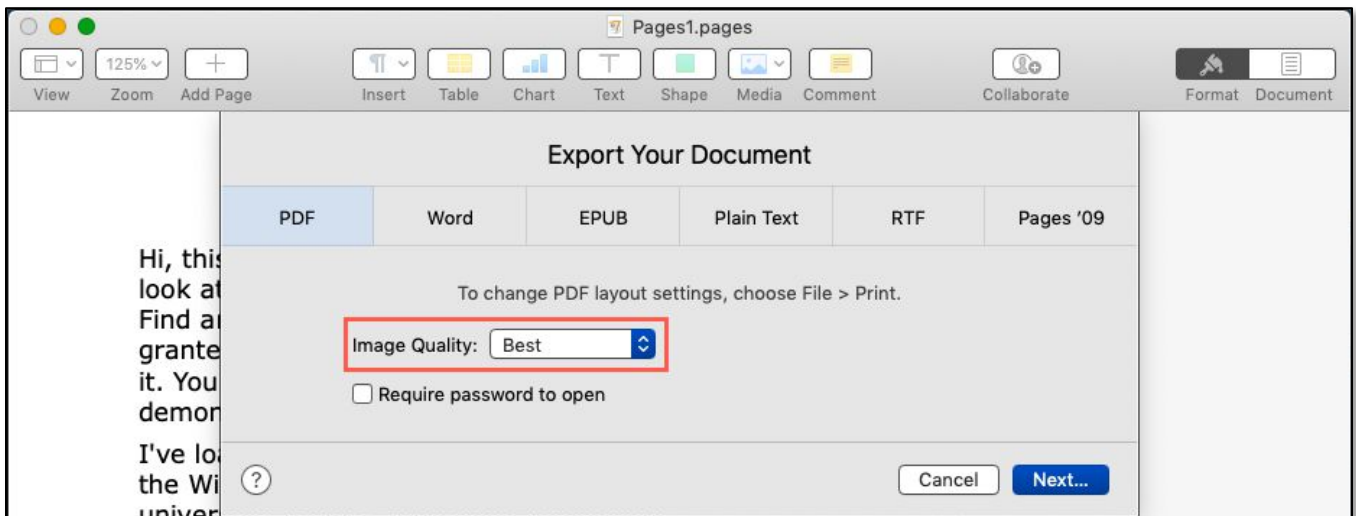 Pages1.pages
125%
View Zoom Add Page Insert Table Chart Text Shape Media Comment Collaborate Format Document
Export Your Document
PDF Word EPUB Plain Text RTF Pages '09
To change PDF layout settings, choose File > Print.
Image Quality: Best
Require password to open
? Cancel Next...
Hi, this
look at
Find
grante
it. You
demon
I've
the Wi
univer